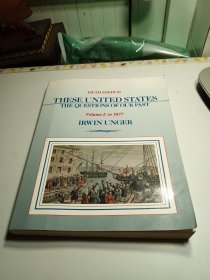 FIFTH EDITION
THESE UNITED STATES
THE QUESTIONS OF OUR PAST
Volume I: to 1877
IRWIN UNGER